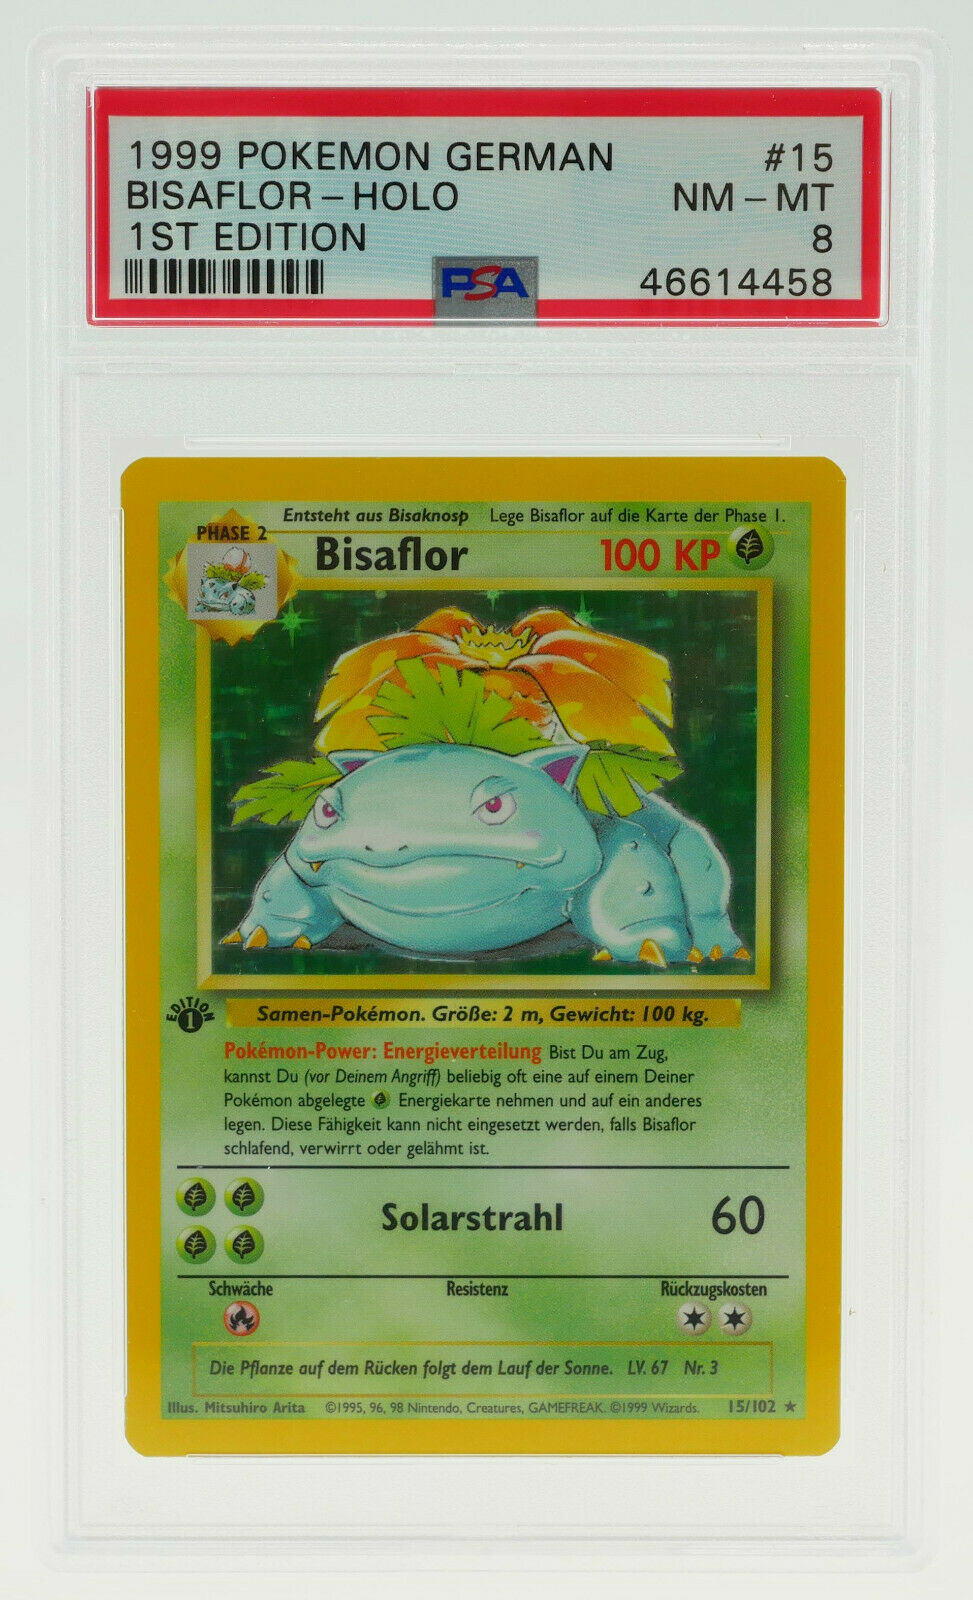 1999 POKEMON GERMAN #15
BISAFLOR – HOLO NM – MT
1ST EDITION 8
PSA 46614458
Entsteht aus Bisaknosp Lege Bisaflor auf die Karte der Phase 1.
PHASE 2
Bisaflor 100 KP
EDITION
1
Samen-Pokémon. Größe: 2 m, Gewicht: 100 kg.
Pokémon-Power: Energieverteilung Bist Du am Zug,
kannst Du (vor Deinem Angriff) beliebig oft eine auf einem Deiner
Pokémon abgelegte Energiekarte nehmen und auf ein anderes
legen. Diese Fähigkeit kann nicht eingesetzt werden, falls Bisaflor
schlafend, verwirrt oder gelähmt ist.
Solarstrahl 60
Schwäche Resistenz Rückzugskosten
Die Pflanze auf dem Rücken folgt dem Lauf der Sonne. LV. 67 Nr. 3
Illus. Mitsuhiro Arita ©1995, 96, 98 Nintendo, Creatures, GAMEFREAK. ©1999 Wizards. 15/102 ★